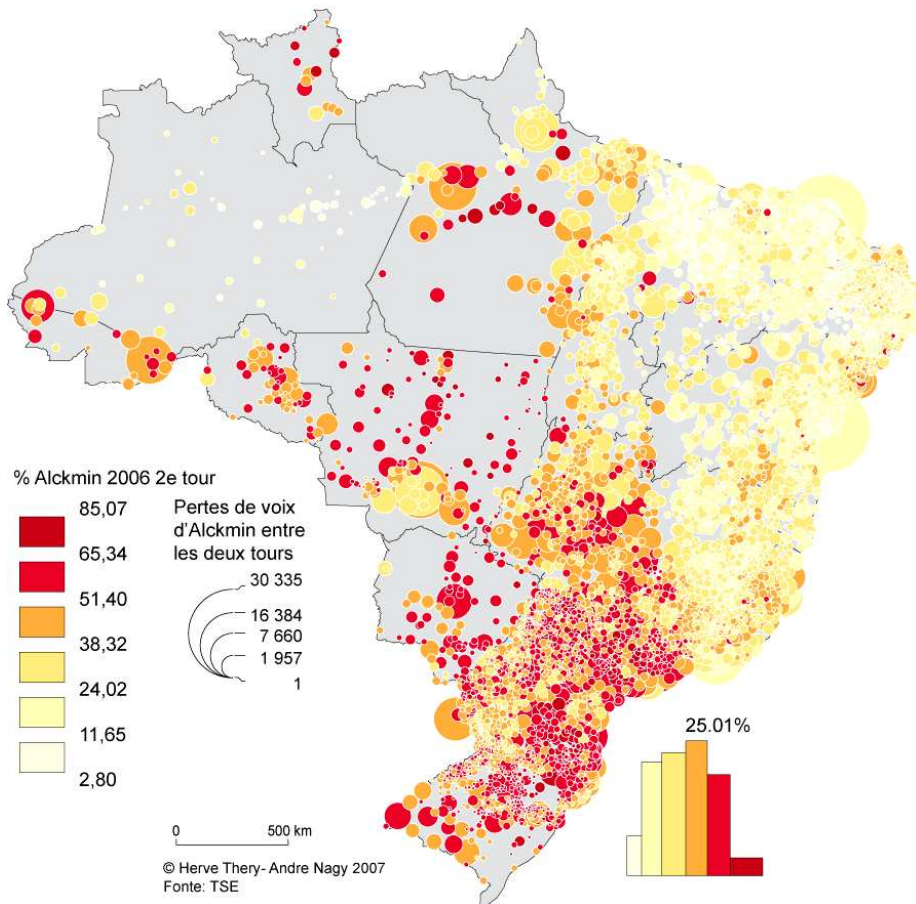 % Alckmin 2006 2e tour
85,07
65,34
51,40
38,32
24,02
11,65
2,80
Pertes de voix
d'Alckmin entre
les deux tours
30 335
16 384
7 660
1 957
1
0
500 km
© Herve Thery- Andre Nagy 2007
Fonte: TSE
25.01%